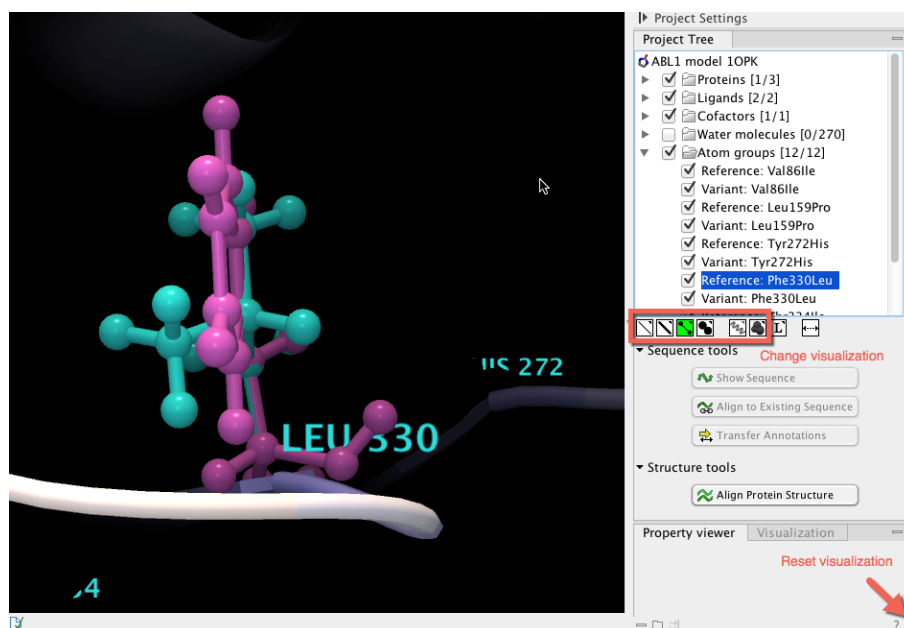 Project Settings
Project Tree
ABL1 model 1OPK
Proteins [1/3]
Ligands [2/2]
Cofactors [1/1]
Water molecules [0/270]
Atom groups [12/12]
Reference: Val86Ile
Variant: Val86Ile
Reference: Leu159Pro
Variant: Leu159Pro
Reference: Tyr272His
Variant: Tyr272His
Reference: Phe330Leu
Variant: Phe330Leu
L
Sequence tools
Change visualization
Show Sequence
Align to Existing Sequence
Transfer Annotations
Structure tools
Align Protein Structure
Property viewer
Visualization
Reset visualization
272
LEU 330
4
?